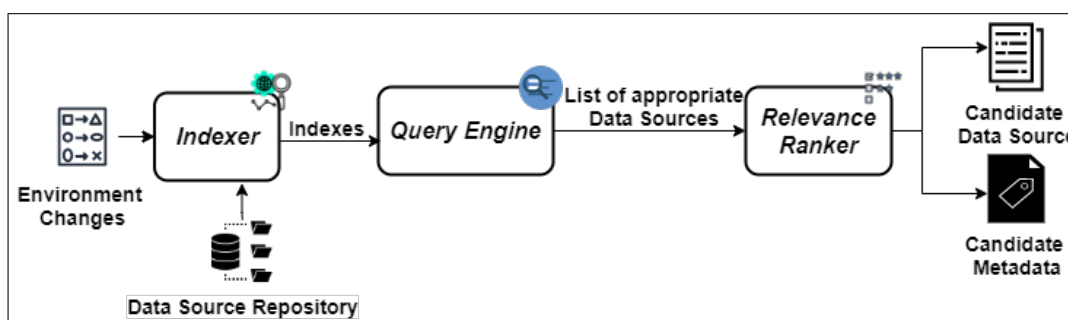 Environment
Changes
Indexer
Indexes
Data Source Repository
Query Engine
List of appropriate
Data Sources
Relevance
Ranker
Candidate
Data Source
Candidate
Metadata